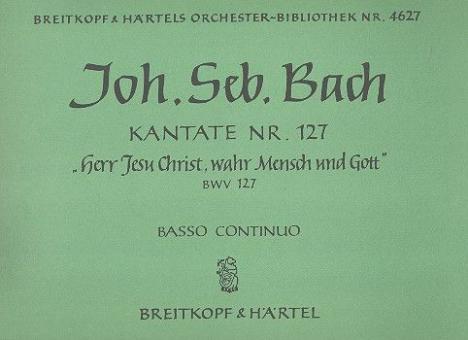 BREITKOPF & HÄRTELS ORCHESTER-BIBLIOTHEK NR. 4627
Joh. Seb. Bach
KANTATE NR. 127
„Herr Jesu Christ, wahr Mensch und Gott"
BWV 127
BASSO CONTINUO
BREITKOPF & HÄRTEL